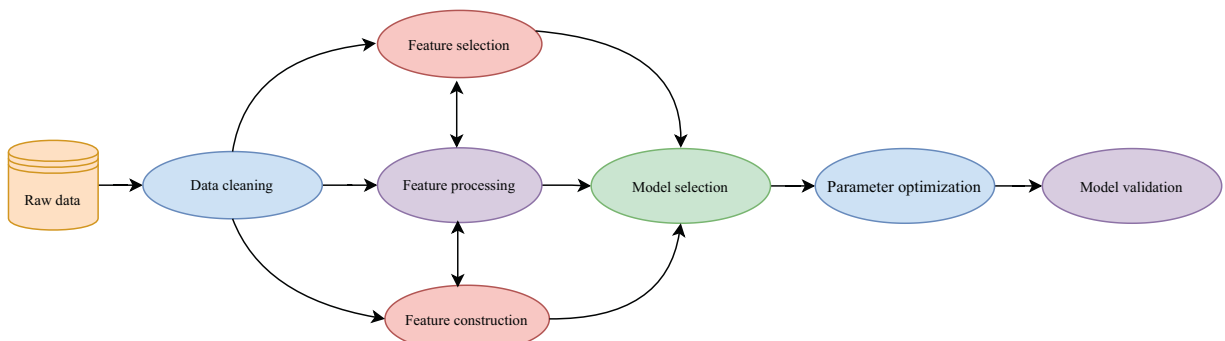 Feature selection
Raw data
Data cleaning
Feature processing
Model selection
Parameter optimization
Model validation
Feature construction